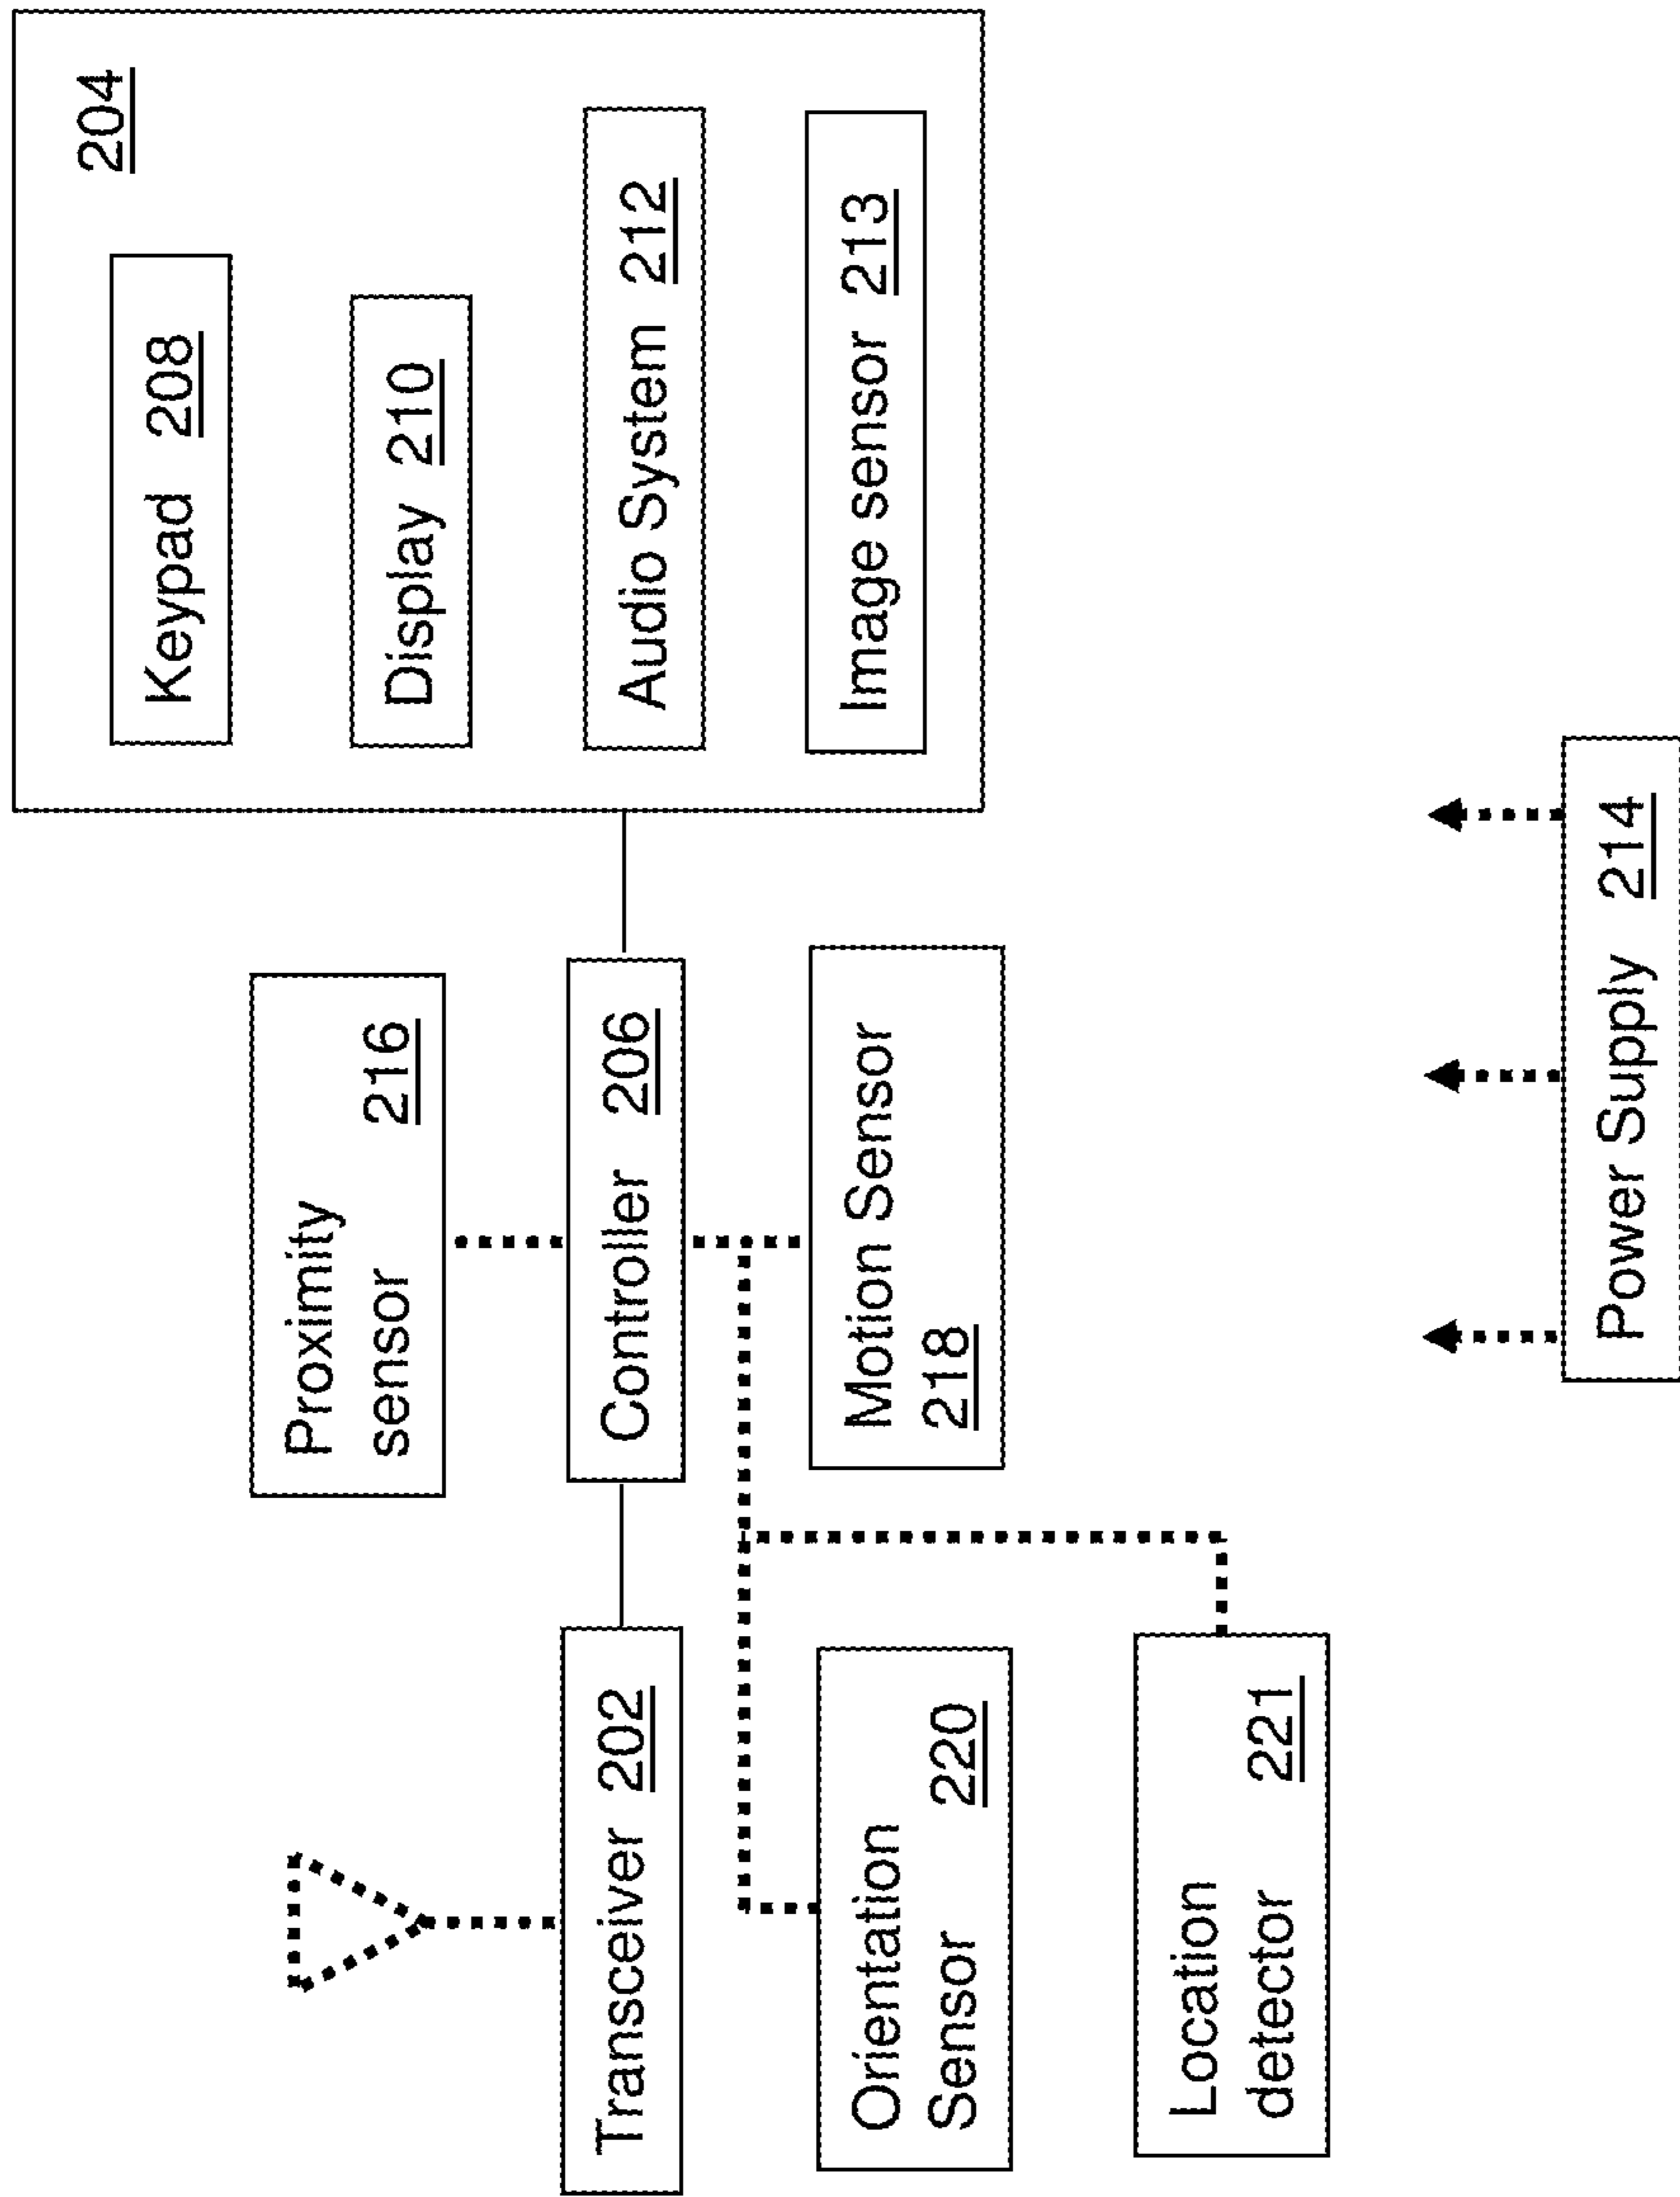 204
Keypad 208
Display 210
Audio System 212
Image sensor 213
Proximity
sensor 216
Transceiver 202
Controller 206
Orientation
Sensor 220
Motion Sensor
218
Location
detector 221
Power Supply 214